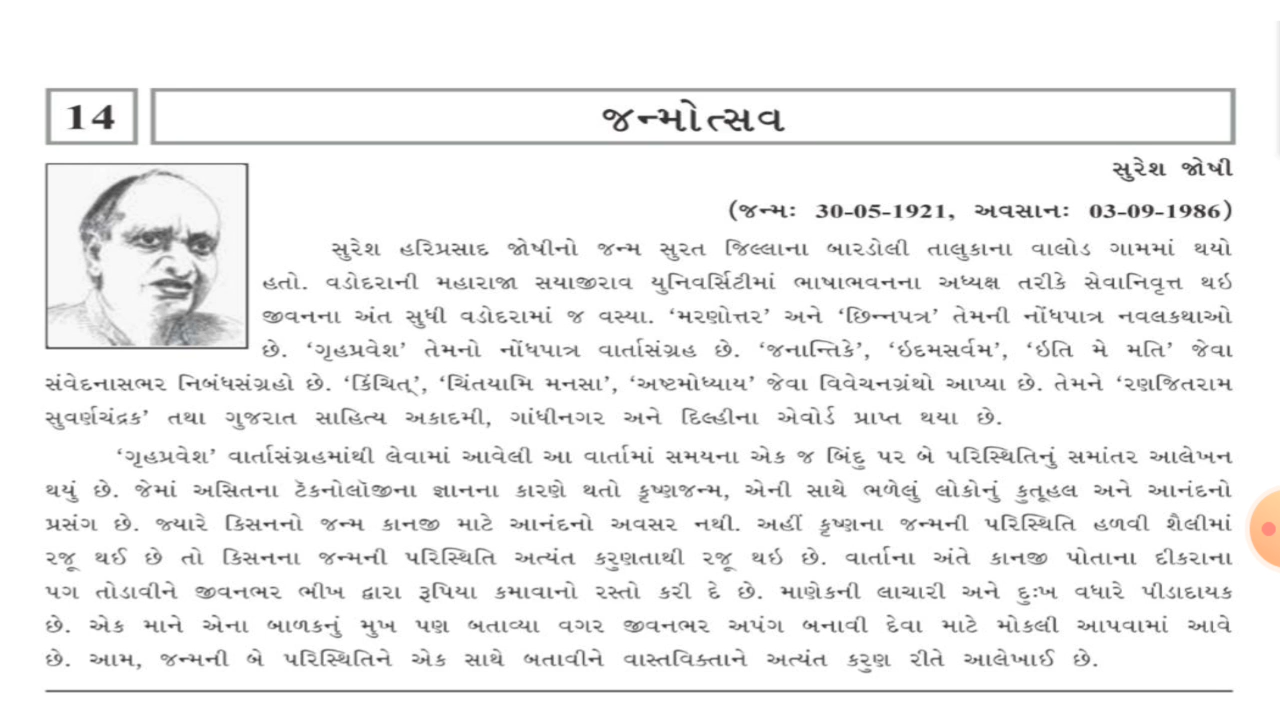 14
જન્મોત્સવ
સુરેશ જોષી
(જન્મઃ 30-05-1921, અવસાનઃ 03-09-1986)
સુરેશ હરિપ્રસાદ જોષીનો જન્મ સુરત જિલ્લાના બારડોલી તાલુકાના વાલોડ ગામમાં થયો
હતો. વડોદરાની મહારાજા સયાજીરાવ યુનિવર્સિટીમાં ભાષાભવનના અધ્યક્ષ તરીકે સેવાનિવૃત્ત થઇ
જીવનના અંત સુધી વડોદરામાં જ વસ્યા. ‘મરણોત્તર’ અને ‘છિન્નપત્ર’ તેમની નોંધપાત્ર નવલકથાઓ
છે. ‘ગૃહપ્રવેશ’ તેમનો નોંધપાત્ર વાર્તાસંગ્રહ છે. ‘જનાન્તિકે’, ‘ઇદમસર્વમ’, ‘ઇતિ મે મતિ’ જેવા
સંવેદનાસભર નિબંધસંગ્રહો છે. ‘કિંચિત્’, ‘ચિંતયામિ મનસા’, ‘અષ્ટમોધ્યાય’ જેવા વિવેચનગ્રંથો આપ્યા છે. તેમને ‘રણજિતરામ
સુવર્ણચંદ્રક’ તથા ગુજરાત સાહિત્ય અકાદમી, ગાંધીનગર અને દિલ્હીના એવોર્ડ પ્રાપ્ત થયા છે.
‘ગૃહપ્રવેશ’ વાર્તાસંગ્રહમાંથી લેવામાં આવેલી આ વાર્તામાં સમયના એક જ બિંદુ પર બે પરિસ્થિતિનું સમાંતર આલેખન
થયું છે. જેમાં અસિતના ટૅકનોલૉજીના જ્ઞાનના કારણે થતો કૃષ્ણજન્મ, એની સાથે ભળેલું લોકોનું કુતૂહલ અને આનંદનો
પ્રસંગ છે. જ્યારે કિસનનો જન્મ કાનજી માટે આનંદનો અવસર નથી. અહીં કૃષ્ણના જન્મની પરિસ્થિતિ હળવી શૈલીમાં
રજૂ થઈ છે તો કિસનના જન્મની પરિસ્થિતિ અત્યંત કરુણતાથી રજૂ થઇ છે. વાર્તાના અંતે કાનજી પોતાના દીકરાના
પગ તોડાવીને જીવનભર ભીખ દ્વારા રૂપિયા કમાવાનો રસ્તો કરી દે છે. માણેકની લાચારી અને દુઃખ વધારે પીડાદાયક
છે. એક માને એના બાળકનું મુખ પણ બતાવ્યા વગર જીવનભર અપંગ બનાવી દેવા માટે મોકલી આપવામાં આવે
છે. આમ, જન્મની બે પરિસ્થિતિને એક સાથે બતાવીને વાસ્તવિક્તાને અત્યંત કરુણ રીતે આલેખાઈ છે.